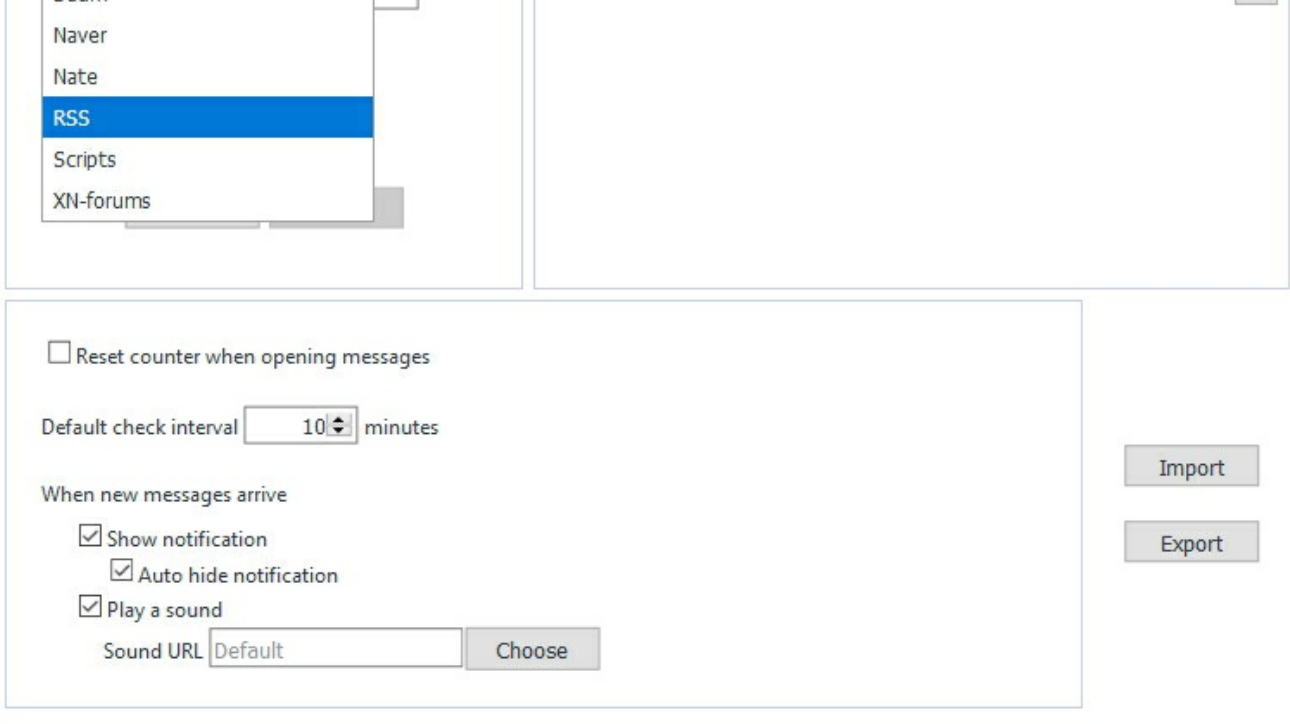 Naver
Nate
RSS
Scripts
XN-forums
Reset counter when opening messages
Default check interval 10 minutes
When new messages arrive
Show notification
Auto hide notification
Play a sound
Sound URL Default Choose
Import
Export